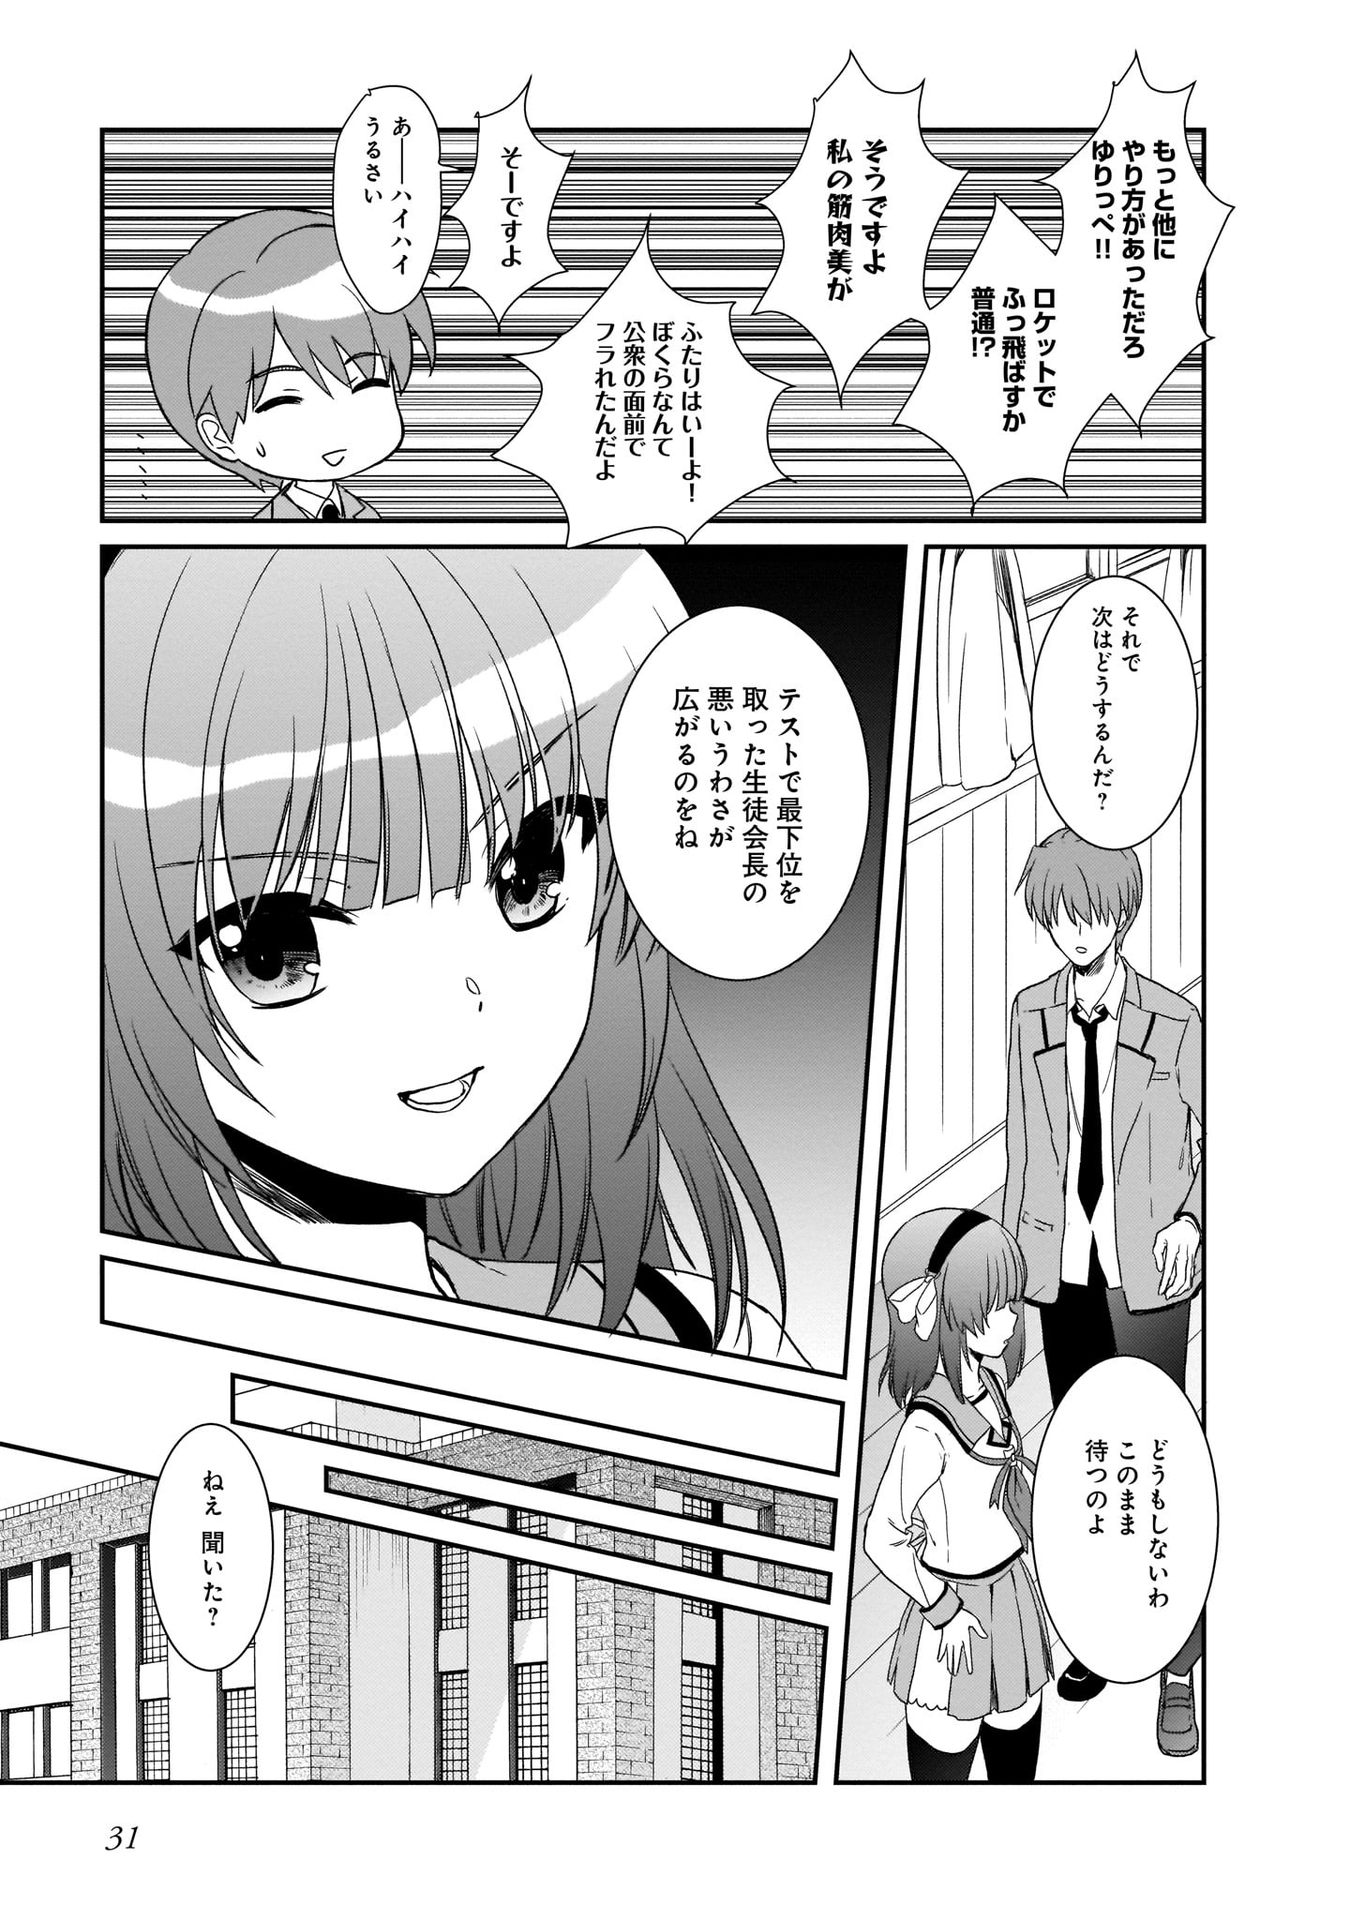 もっと他に
やり方があっただろ
ゆりっぺ!!
ロケットで
ふっ飛ばすか
普通!?
そうですよ
私の筋肉美が
ふたりはいーよ！
ぼくらなんて
公衆の面前で
フラれたんだよ
そーですよ
あ——ハイハイ
うるさい
それで
次はどうするんだ？
どうもしないわ
このまま
待つのよ
テストで最下位を
取った生徒会長の
悪いうわさが
広がるのをね
ねぇ 聞いた？
31